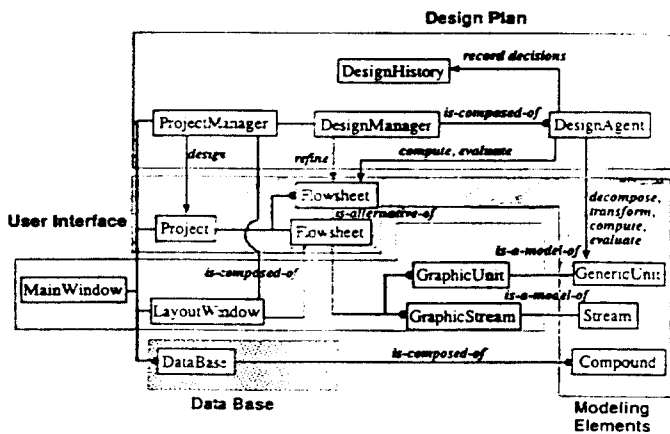 Design Plan
record decisions
DesignHistory
is-composed-of
ProjectManager
DesignManager
DesignAgent
design
refine
compute, evaluate
Flowsheet
decompose,
transform,
compute,
evaluate
is-alternative-of
User Interface
Project
Flowsheet
is-a-model-of
is-composed-of
GraphicUnit
GenericUnit
MainWindow
is-a-model-of
LayoutWindow
GraphicStream
Stream
is-composed-of
DataBase
Compound
Data Base
Modeling
Elements